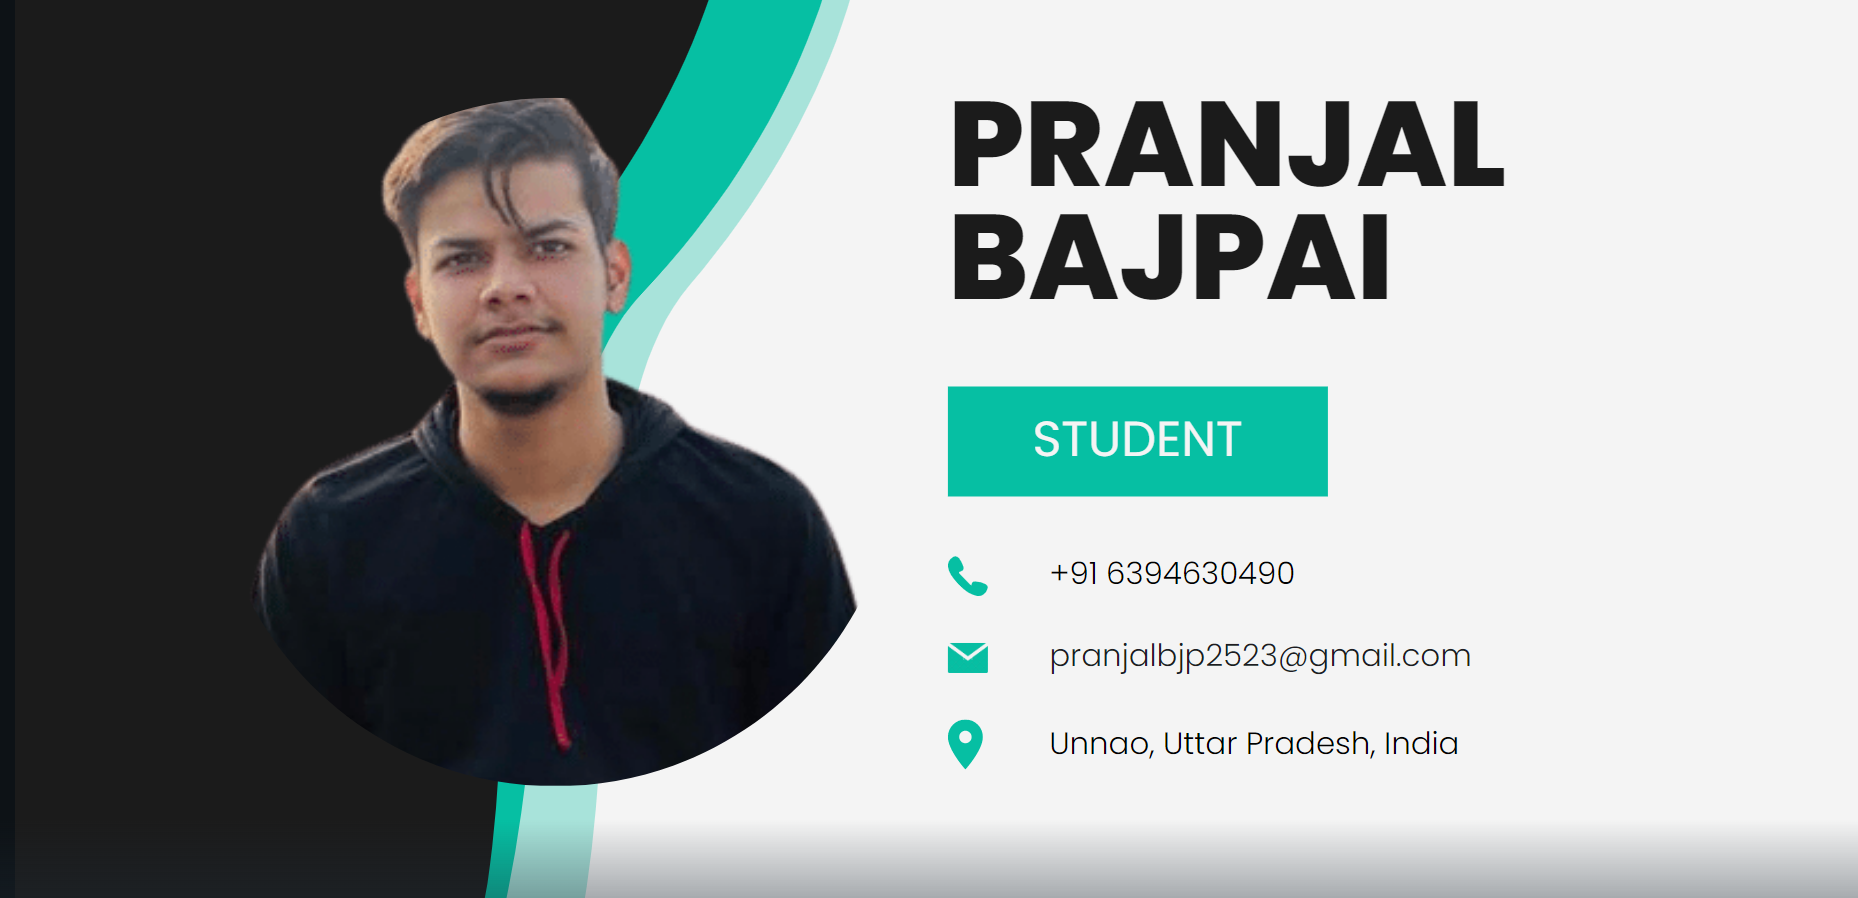 PRANJAL
BAJPAI
STUDENT
+91 6394630490
pranjalbjp2523@gmail.com
Unnao, Uttar Pradesh, India